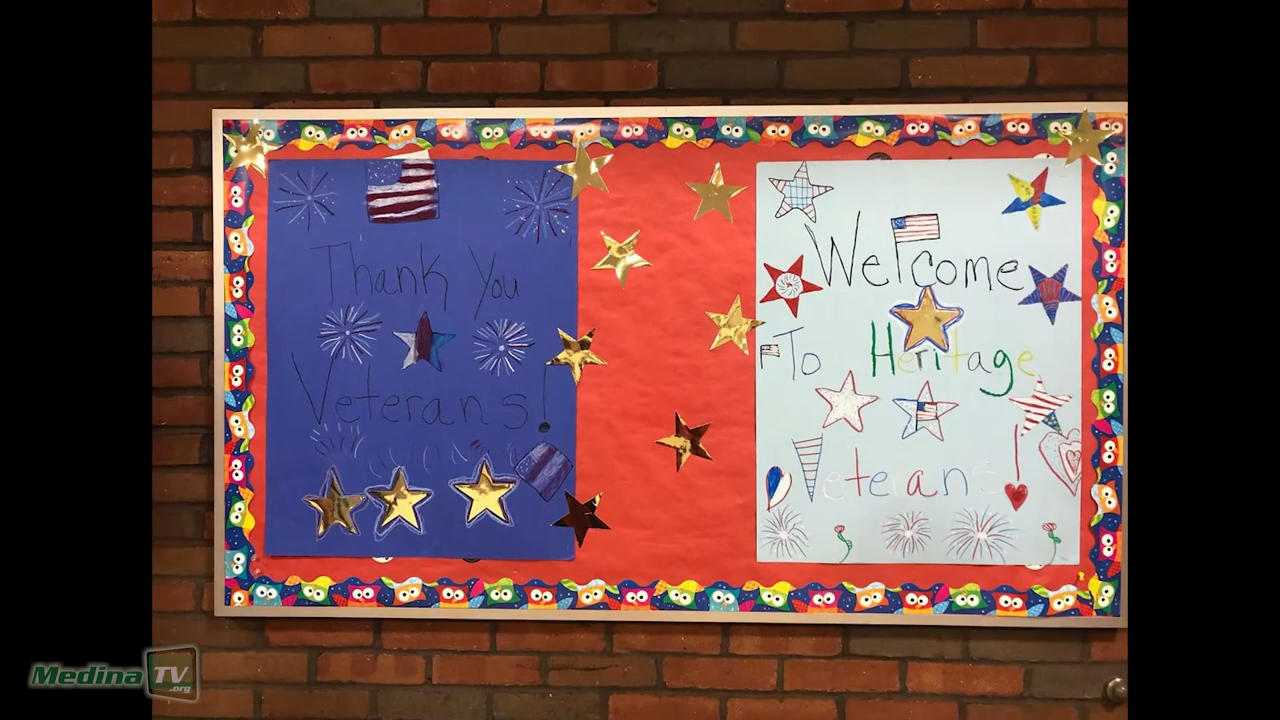 Thank You
Veterans!
Welcome
To Heritage
Veterans!
MedinaTV
.org